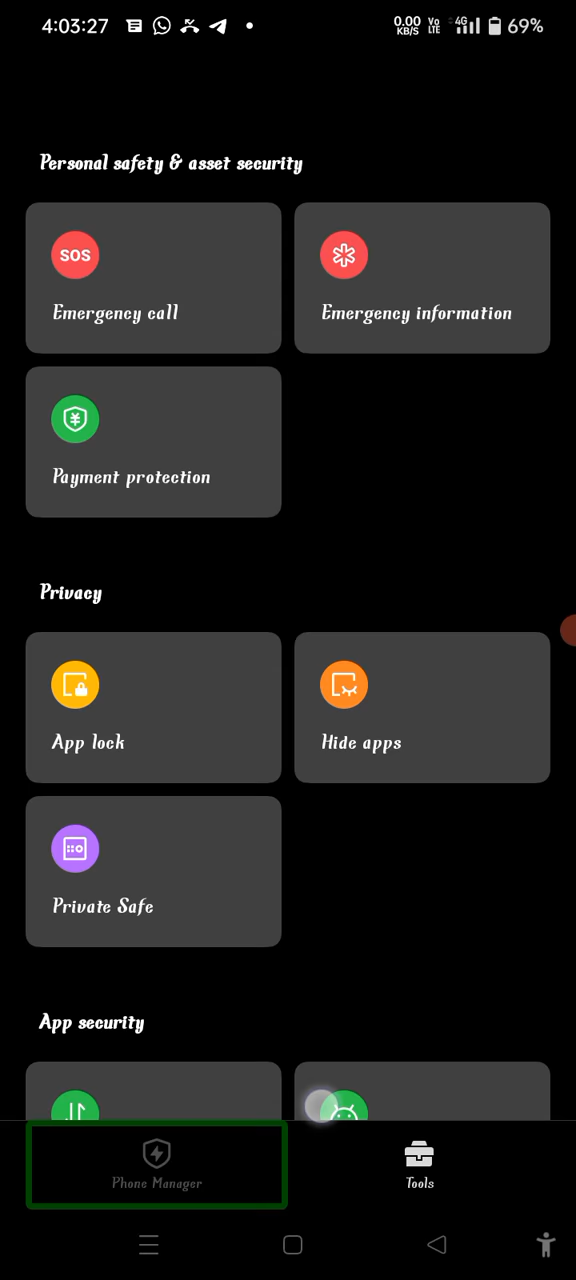 4:03:27
0.00 KB/S
Vo LTE
4G
69%
Personal safety & asset security
SOS
Emergency call
Emergency information
Payment protection
Privacy
App lock
Hide apps
Private Safe
App security
Phone Manager
Tools